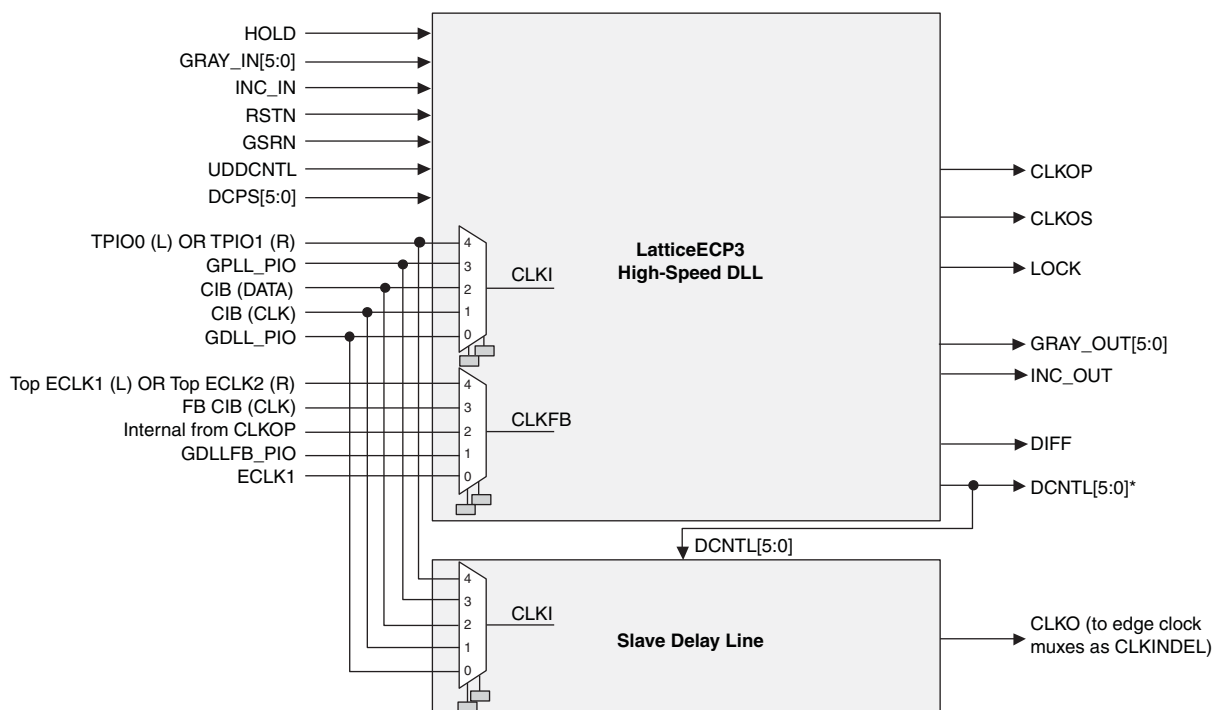 HOLD
GRAY_IN[5:0]
INC_IN
RSTN
GSRN
UDDCNTL
DCPS[5:0]
TPIO0 (L) OR TPIO1 (R)
GPLL_PIO
CIB (DATA)
CIB (CLK)
GDLL_PIO
4
3
2
1
0
CLKI
Top ECLK1 (L) OR Top ECLK2 (R)
FB CIB (CLK)
Internal from CLKOP
GDLLFB_PIO
ECLK1
4
3
2
1
0
CLKFB
LatticeECP3
High-Speed DLL
CLKOP
CLKOS
LOCK
GRAY_OUT[5:0]
INC_OUT
DIFF
DCNTL[5:0]*
DCNTL[5:0]
4
3
2
1
0
CLKI
Slave Delay Line
CLKO (to edge clock
muxes as CLKINDEL)